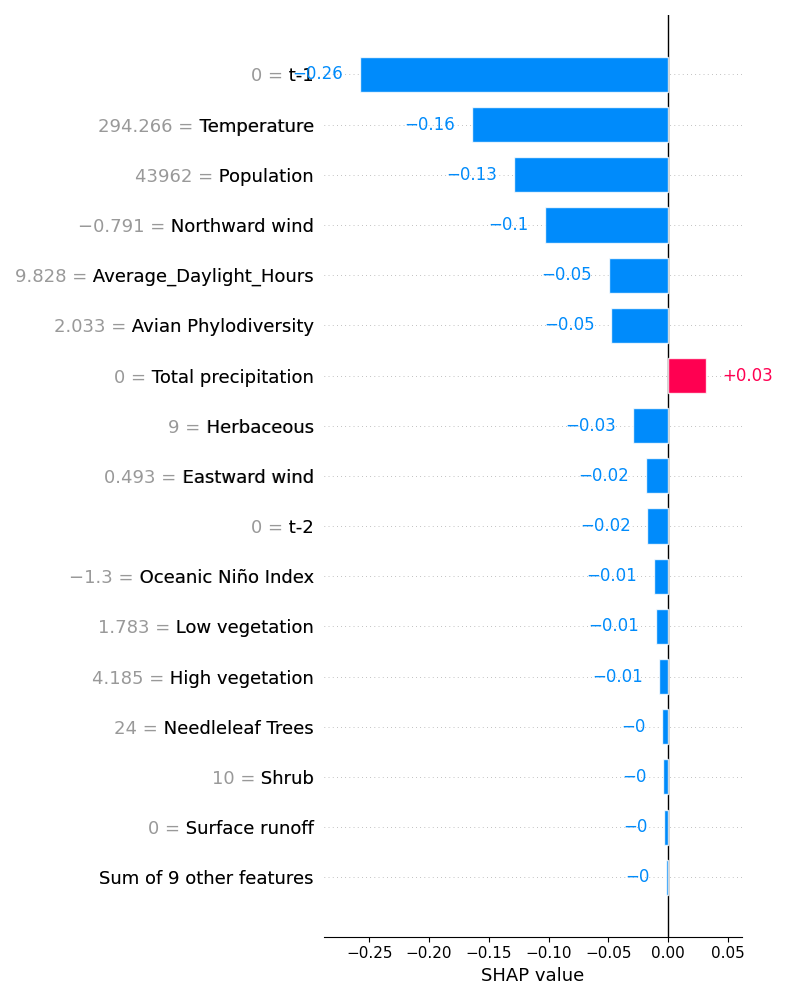 0 = t-1 −0.26
294.266 = Temperature −0.16
43962 = Population −0.13
−0.791 = Northward wind −0.1
9.828 = Average_Daylight_Hours −0.05
2.033 = Avian Phylodiversity −0.05
0 = Total precipitation +0.03
9 = Herbaceous −0.03
0.493 = Eastward wind −0.02
0 = t-2 −0.02
−1.3 = Oceanic Niño Index −0.01
1.783 = Low vegetation −0.01
4.185 = High vegetation −0.01
24 = Needleleaf Trees −0
10 = Shrub −0
0 = Surface runoff −0
Sum of 9 other features −0
−0.25 −0.20 −0.15 −0.10 −0.05 0.00 0.05
SHAP value